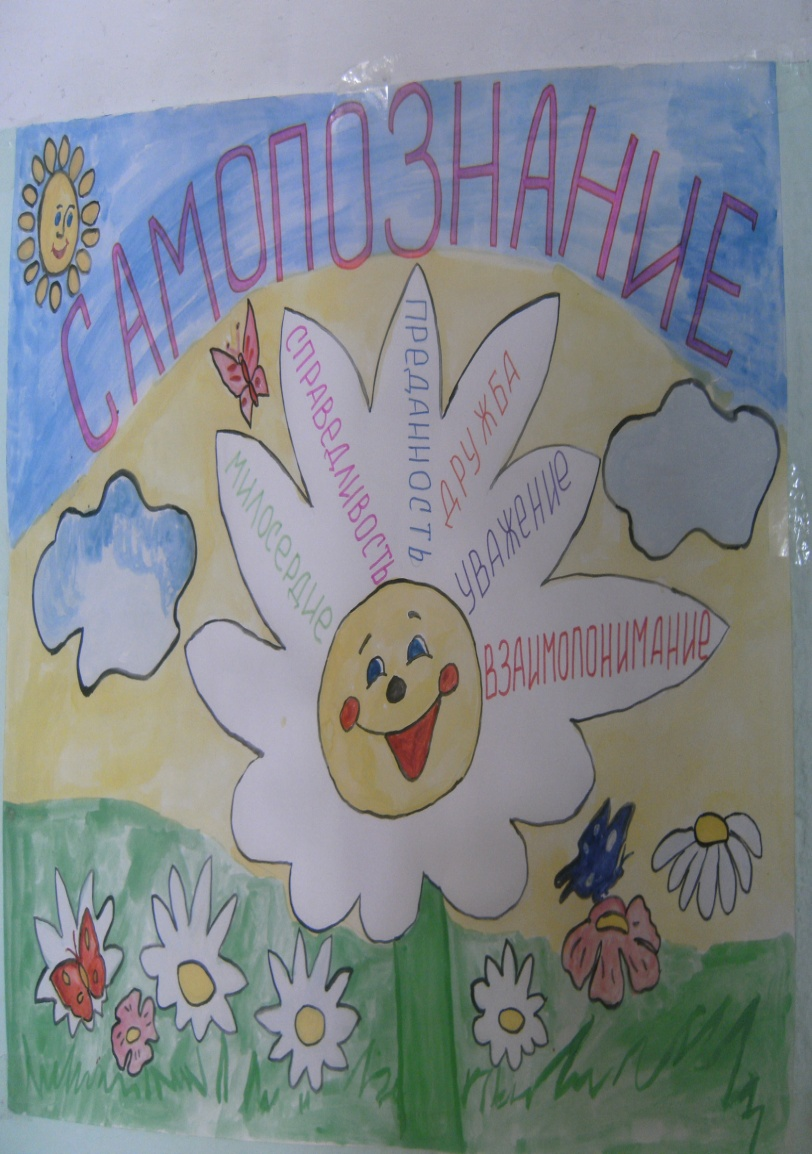 САМОПОЗНАНИЕ
МИЛОСЕРДИЕ
СПРАВЕДЛИВОСТЬ
ПРЕДАННОСТЬ
ДРУЖБА
УВАЖЕНИЕ
ВЗАИМОПОНИМАНИЕ